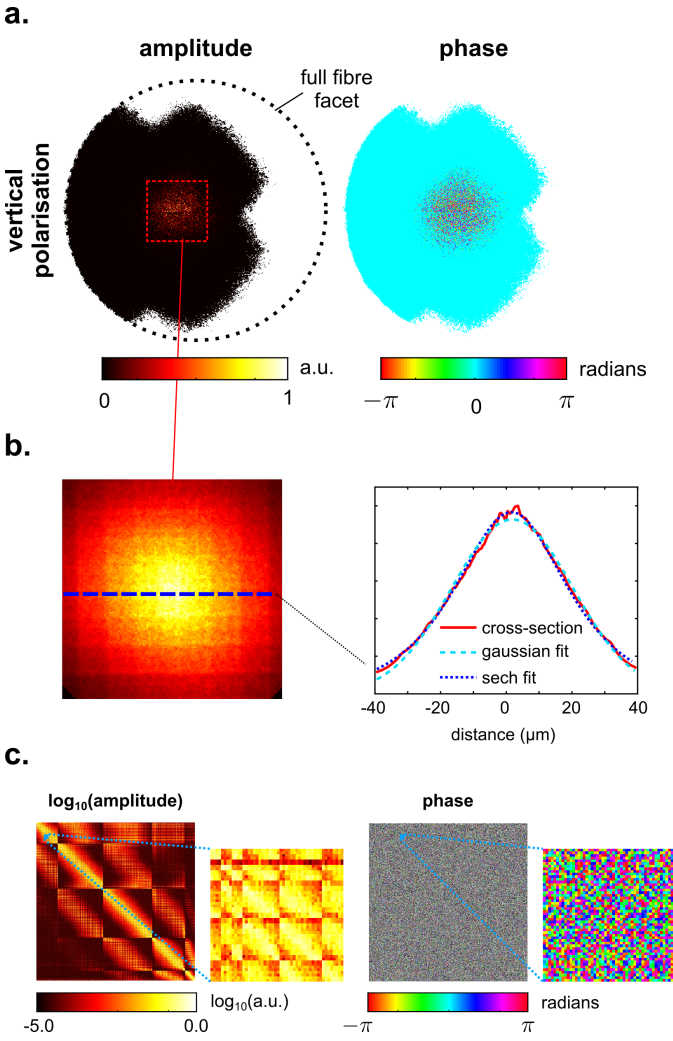 a.
amplitude
phase
full fibre
facet
vertical
polarisation
a.u.
0
1
radians
−π
0
π
b.
cross-section
gaussian fit
sech fit
-40
-20
0
20
40
distance (μm)
c.
log₁₀(amplitude)
phase
log₁₀(a.u.)
-5.0
0.0
radians
−π
π